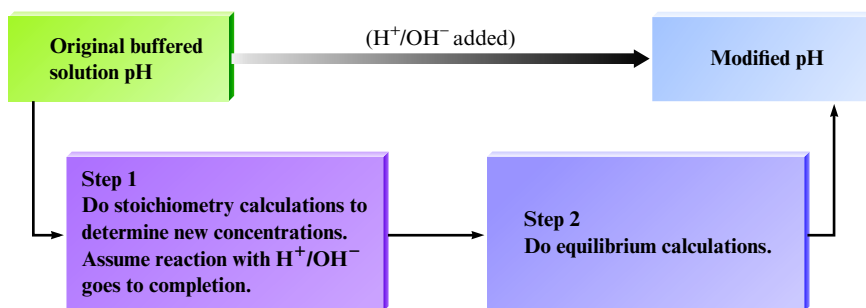 Original buffered
solution pH
(H⁺/OH⁻ added)
Modified pH
Step 1
Do stoichiometry calculations to
determine new concentrations.
Assume reaction with H⁺/OH⁻
goes to completion.
Step 2
Do equilibrium calculations.